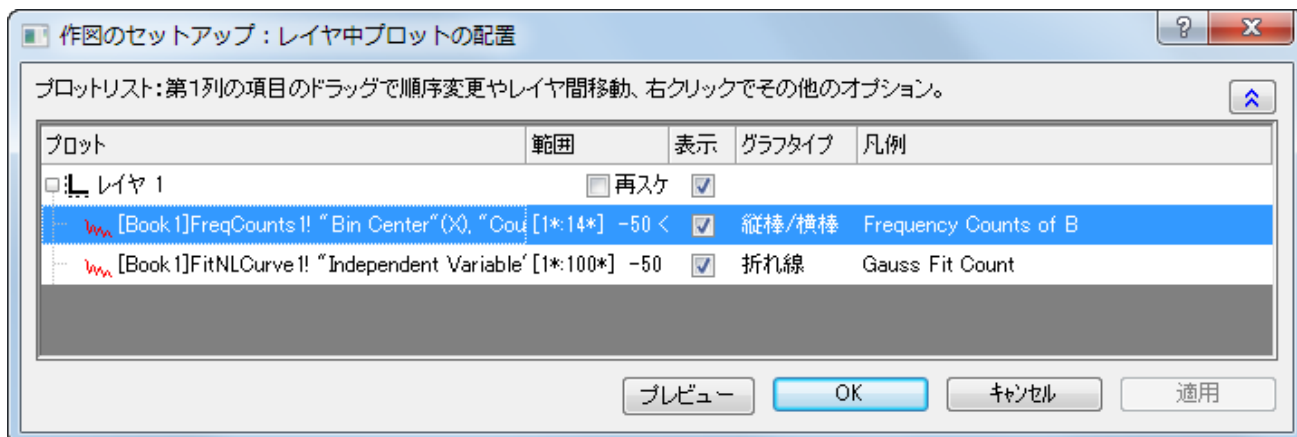 作図のセットアップ：レイヤ中プロットの配置
プロットリスト：第1列の項目のドラッグで順序変更やレイヤ間移動、右クリックでその他のオプション。
プロット 範囲 表示 グラフタイプ 凡例
レイヤ 1 再スケ
[Book1]FreqCounts1! "Bin Center"(X), "Cou [1*:14*] -50 < 縦棒/横棒 Frequency Counts of B
[Book1]FitNLCurve1! "Independent Variable" [1*:100*] -50 折れ線 Gauss Fit Count
プレビュー OK キャンセル 適用